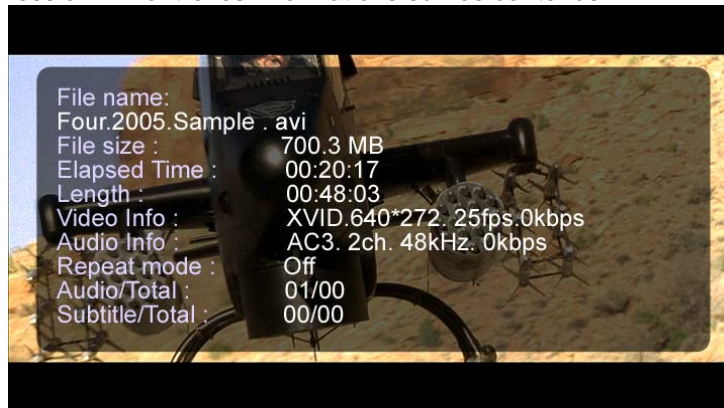 File name:
Four.2005.Sample . avi
File size : 700.3 MB
Elapsed Time : 00:20:17
Length : 00:48:03
Video Info : XVID.640*272. 25fps.0kbps
Audio Info : AC3. 2ch. 48kHz. 0kbps
Repeat mode : Off
Audio/Total : 01/00
Subtitle/Total : 00/00